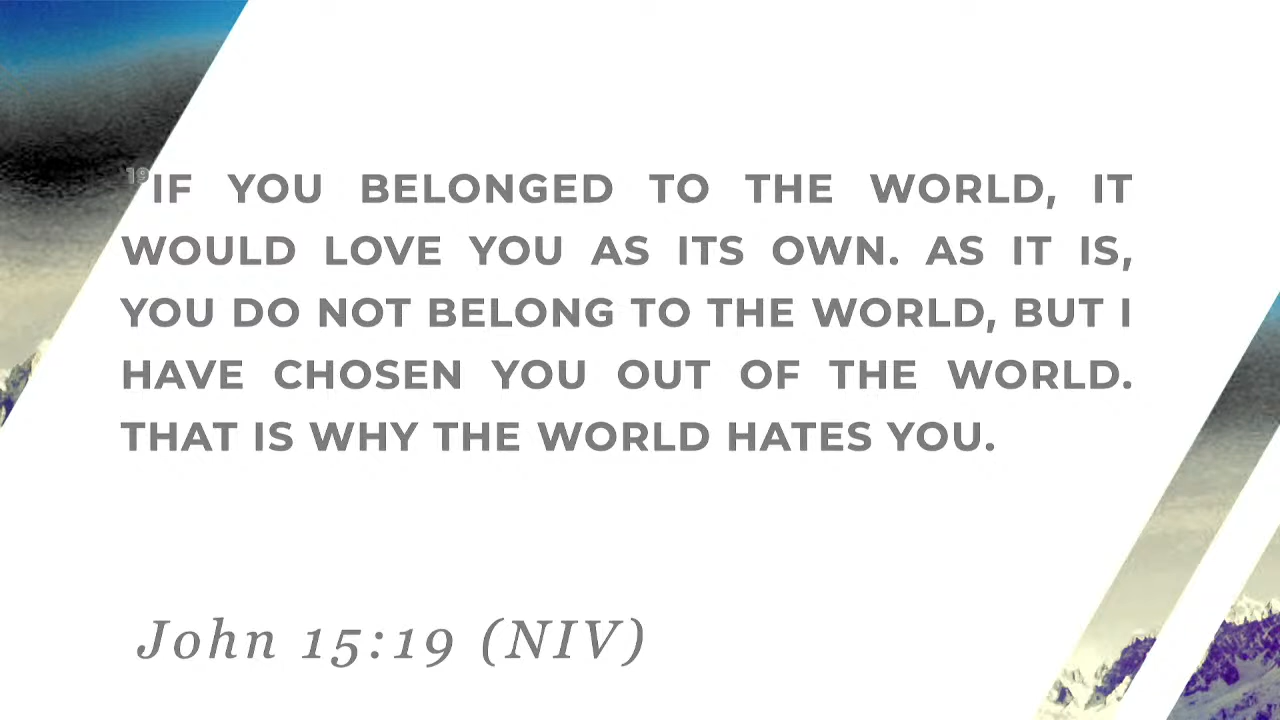 19IF YOU BELONGED TO THE WORLD, IT
WOULD LOVE YOU AS ITS OWN. AS IT IS,
YOU DO NOT BELONG TO THE WORLD, BUT I
HAVE CHOSEN YOU OUT OF THE WORLD.
THAT IS WHY THE WORLD HATES YOU.
John 15:19 (NIV)